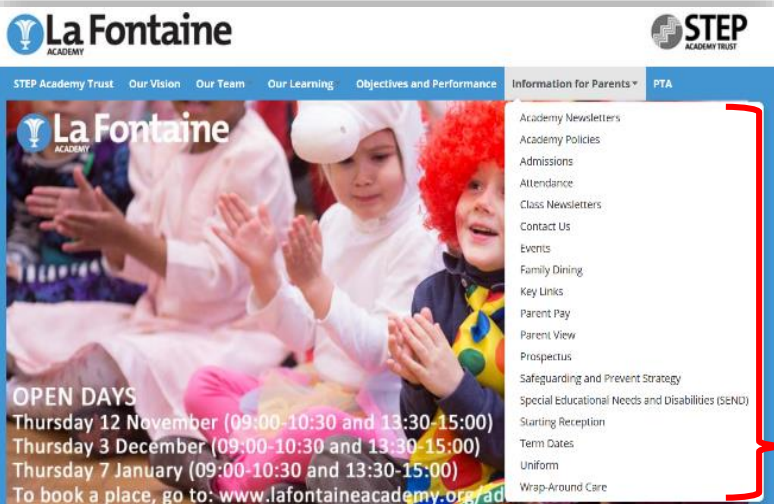 La Fontaine
ACADEMY
STEP
ACADEMY TRUST
STEP Academy Trust Our Vision Our Team Our Learning Objectives and Performance Information for Parents PTA
La Fontaine
ACADEMY
Academy Newsletters
Academy Policies
Admissions
Attendance
Class Newsletters
Contact Us
Events
Family Dining
Key Links
Parent Pay
Parent View
Prospectus
Safeguarding and Prevent Strategy
Special Educational Needs and Disabilities (SEND)
Starting Reception
Term Dates
Uniform
Wrap-Around Care
OPEN DAYS
Thursday 12 November (09:00-10:30 and 13:30-15:00)
Thursday 3 December (09:00-10:30 and 13:30-15:00)
Thursday 7 January (09:00-10:30 and 13:30-15:00)
To book a place, go to: www.lafontaineacademy.org/ad